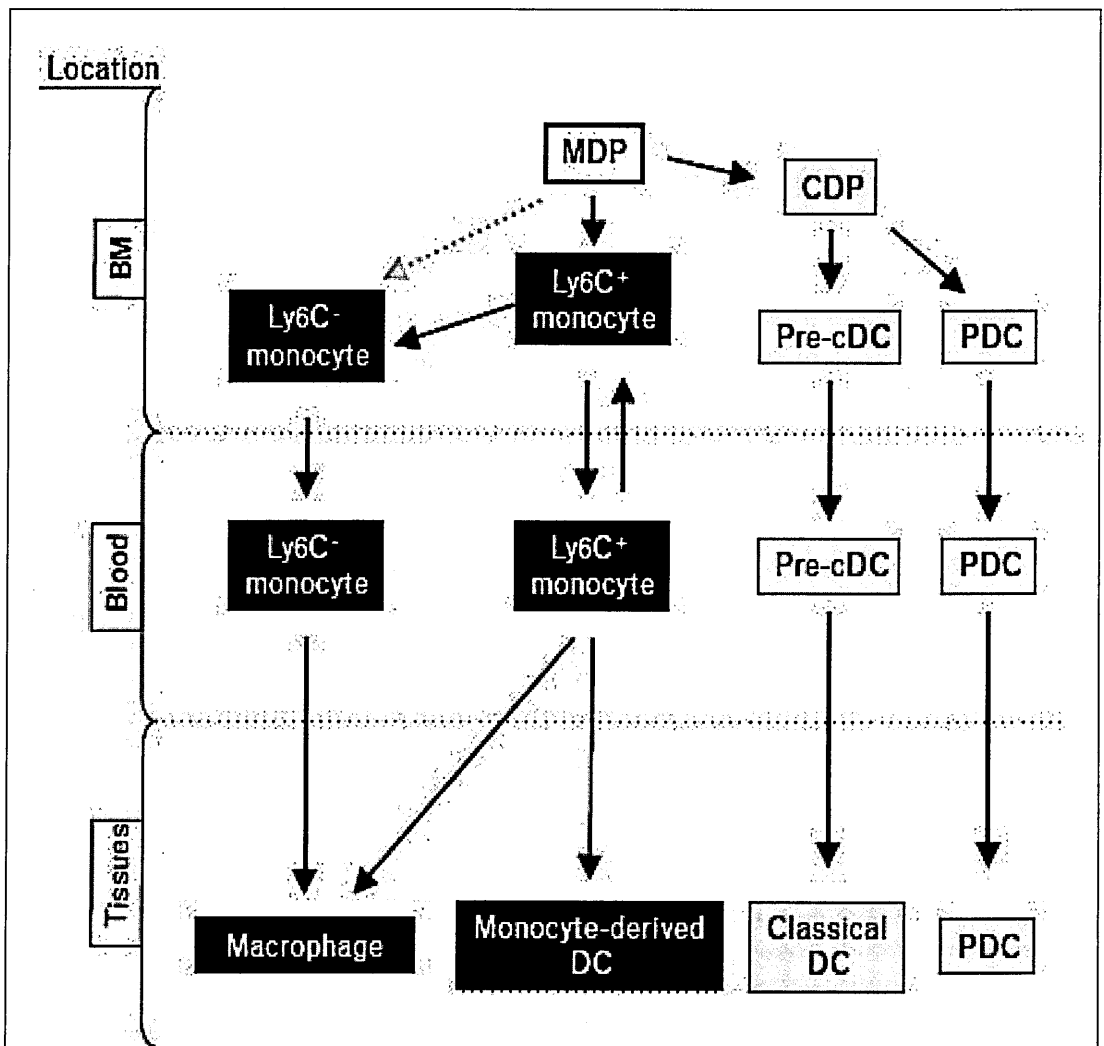 Location
MDP
CDP
BM
Ly6C⁻
monocyte
Ly6C⁺
monocyte
Pre-cDC
PDC
Blood
Ly6C⁻
monocyte
Ly6C⁺
monocyte
Pre-cDC
PDC
Tissues
Macrophage
Monocyte-derived
DC
Classical
DC
PDC